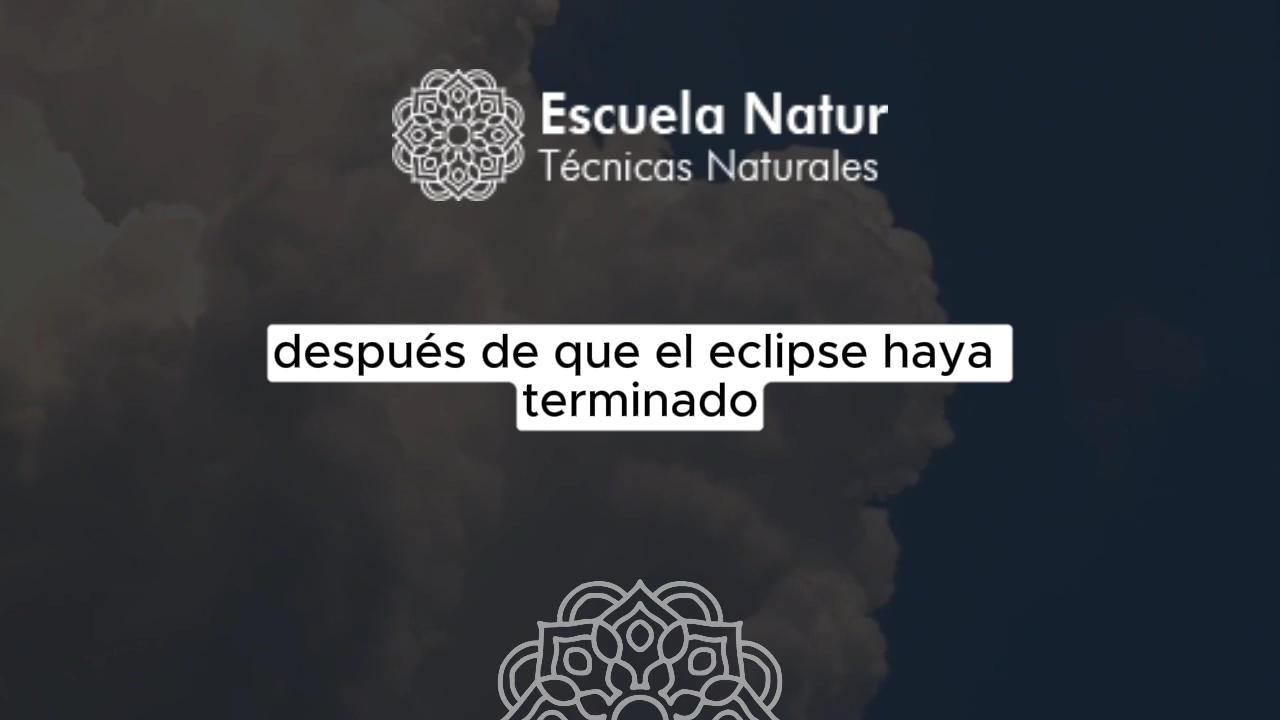 Escuela Natur
Técnicas Naturales
después de que el eclipse haya
terminado